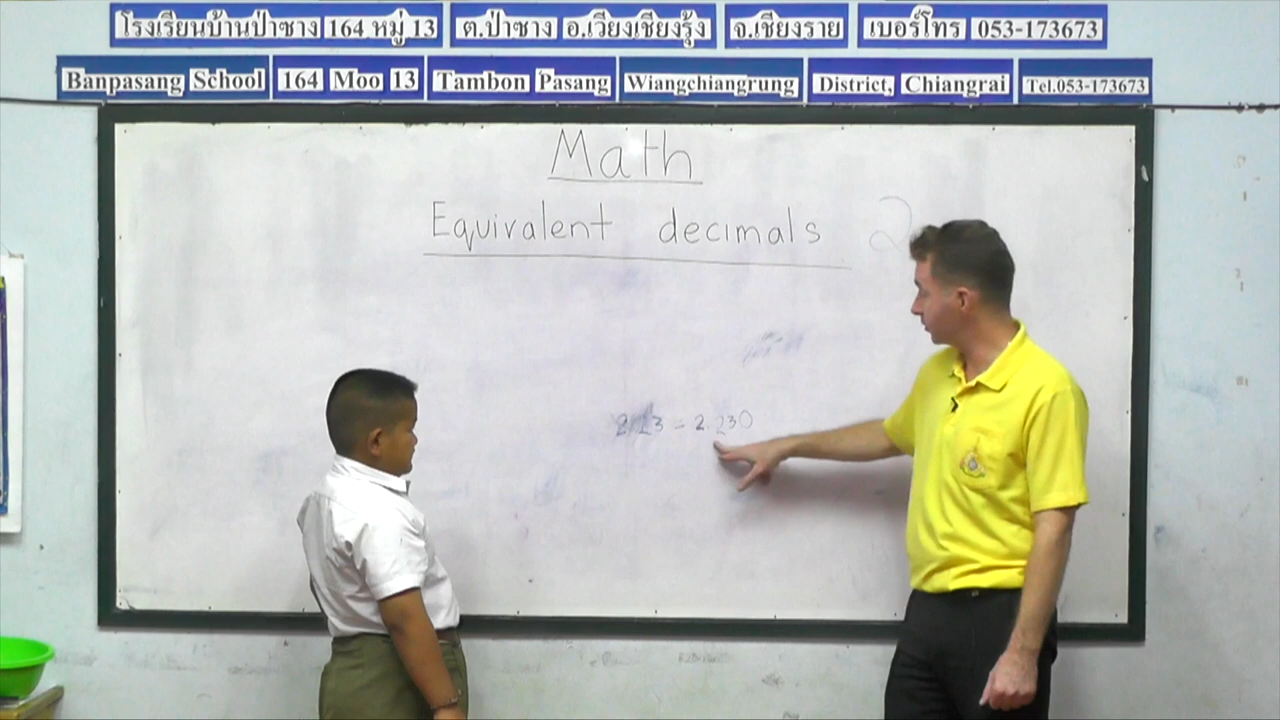 โรงเรียนบ้านป่าซาง 164 หมู่ 13 ต.ป่าซาง อ.เวียงเชียงรุ้ง จ.เชียงราย เบอร์โทร 053-173673
Banpasang School 164 Moo 13 Tambon Pasang Wiangchiangrung District, Chiangrai Tel.053-173673
Math
Equivalent decimals 2
2.23 = 2.230